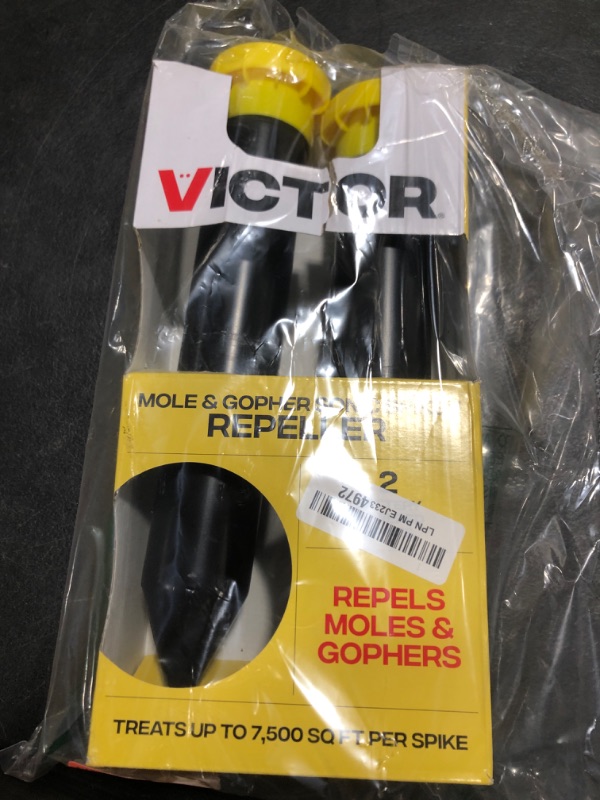 VICTOR
MOLE & GOPHER
REPELLER
2
LPN PM EJ2334972
REPELS
MOLES &
GOPHERS
TREATS UP TO 7,500 SQ FT PER SPIKE